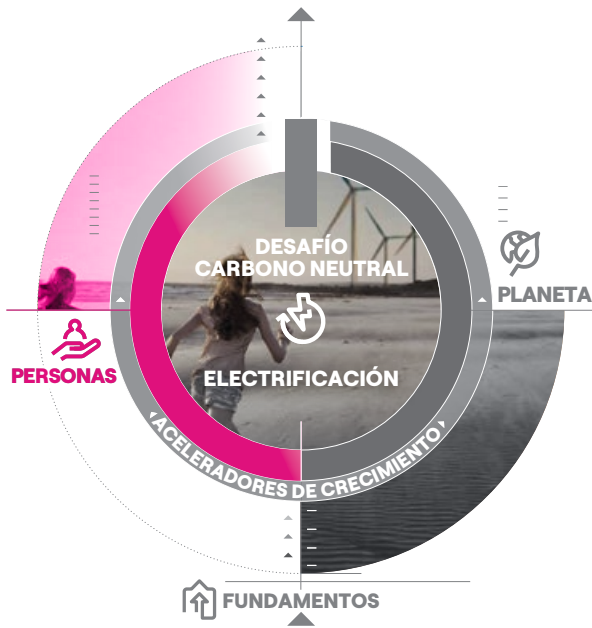 DESAFÍO
CARBONO NEUTRAL
PLANETA
PERSONAS
ELECTRIFICACIÓN
ACELERADORES DE CRECIMIENTO
FUNDAMENTOS